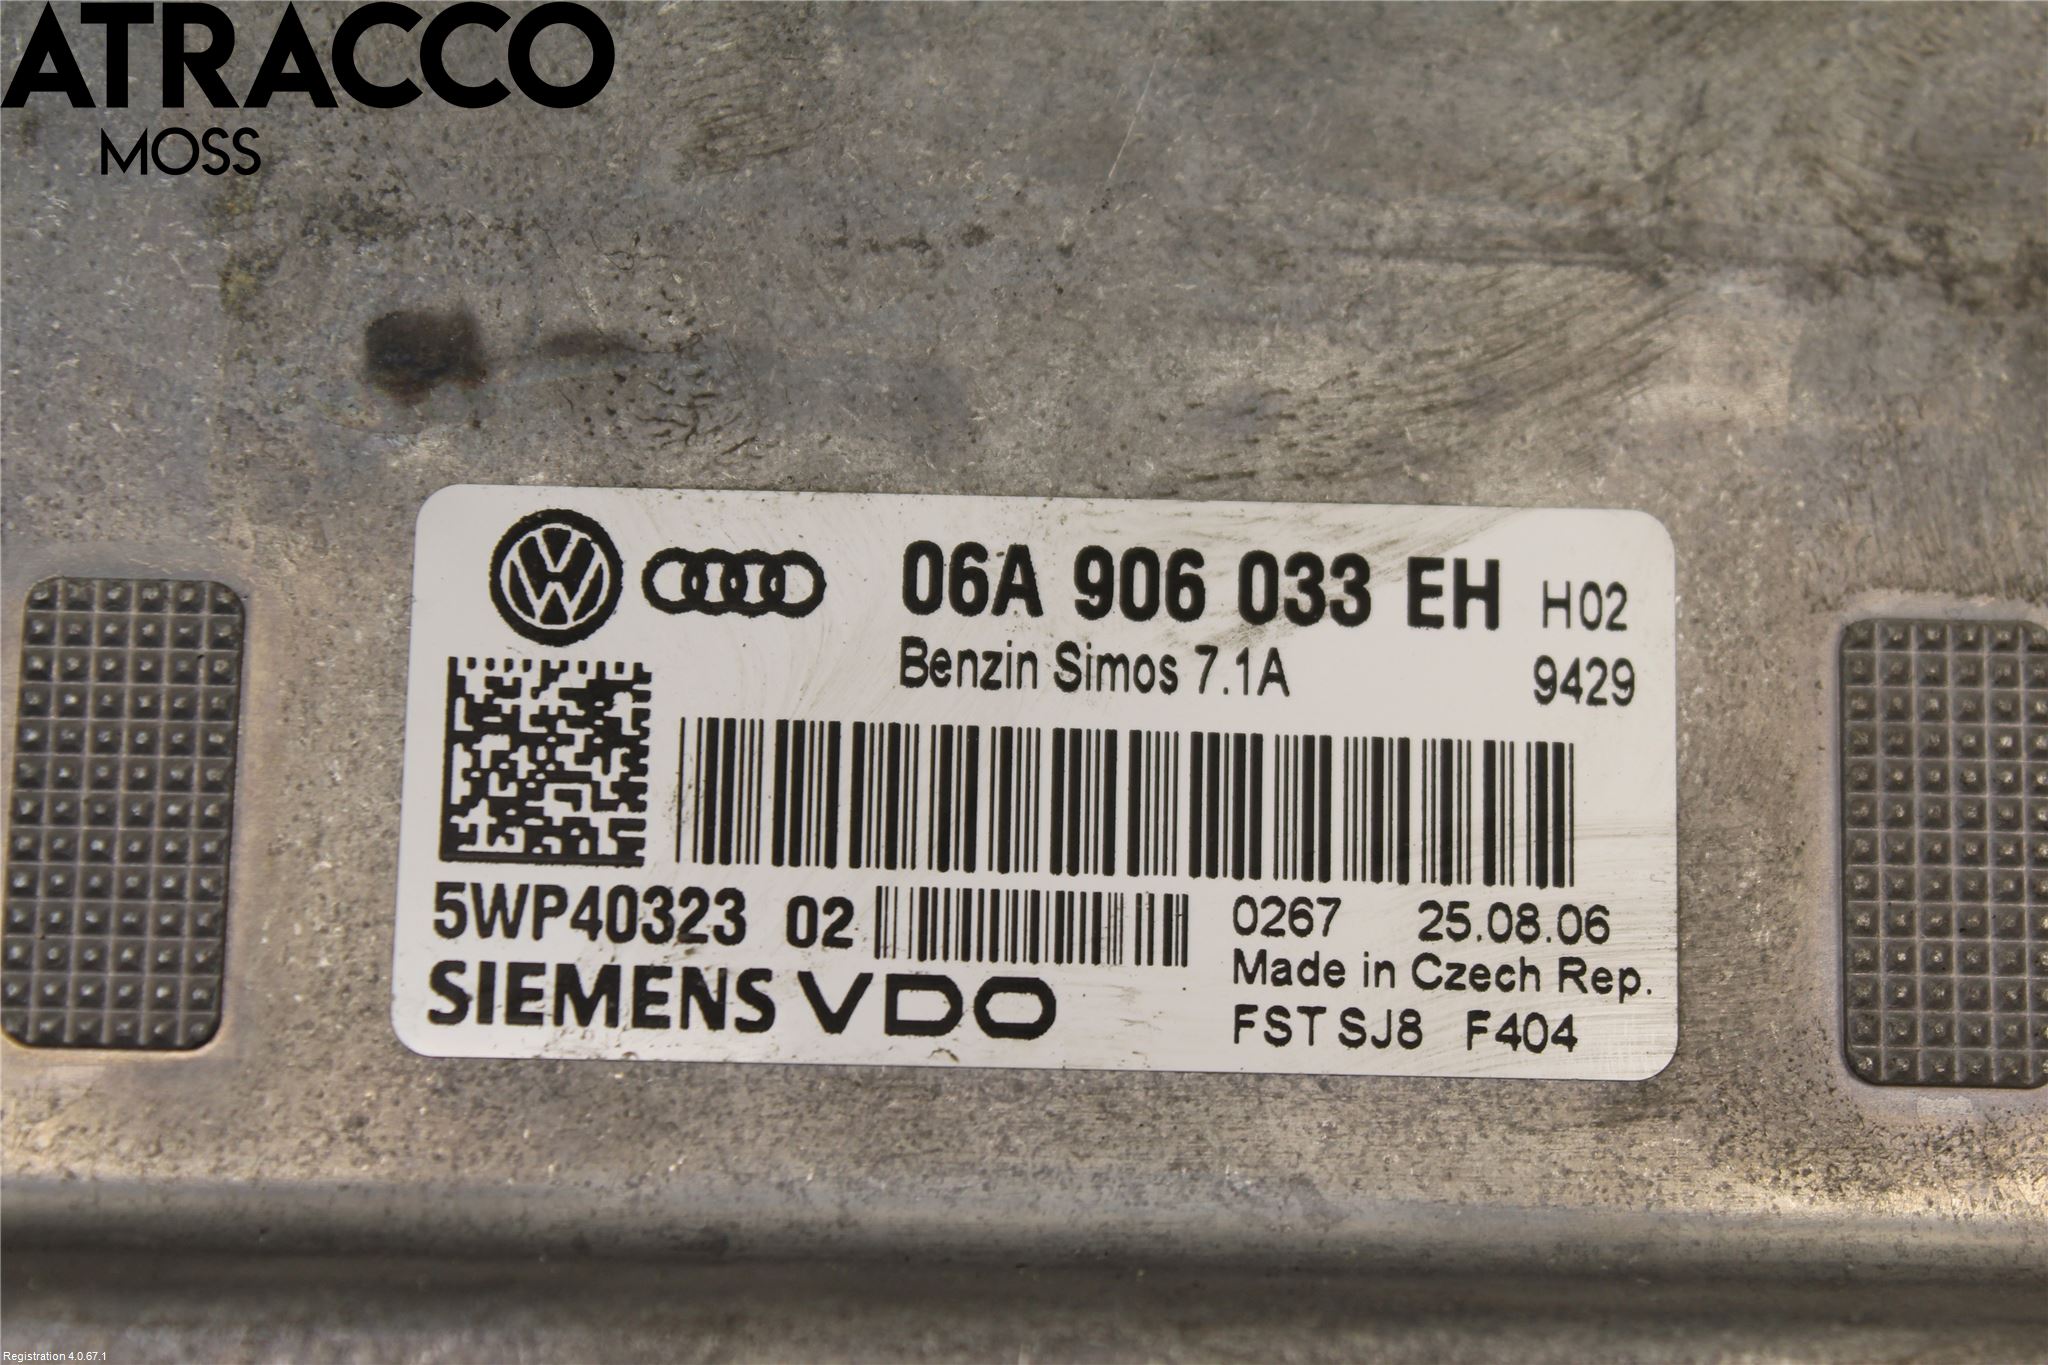 ATRACCO
MOSS
06A 906 033 EH H02
Benzin Simos 7.1A 9429
5WP40323 02 0267 25.08.06
Made in Czech Rep.
SIEMENS VDO
FST SJ8 F404
Registration 4.0.67.1